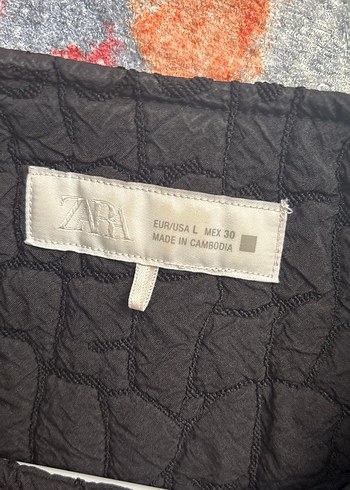 ZARA
EUR/USA L MEX 30
MADE IN CAMBODIA